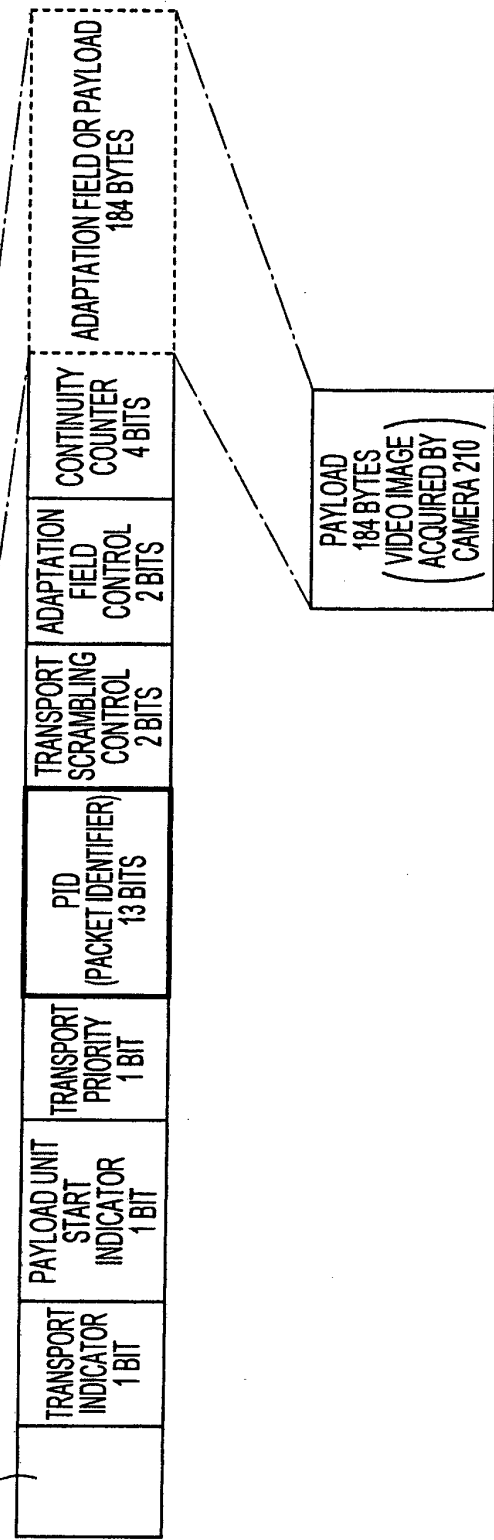 TRANSPORT
INDICATOR
1 BIT
PAYLOAD UNIT
START
INDICATOR
1 BIT
TRANSPORT
PRIORITY
1 BIT
PID
(PACKET IDENTIFIER)
13 BITS
TRANSPORT
SCRAMBLING
CONTROL
2 BITS
ADAPTATION
FIELD
CONTROL
2 BITS
CONTINUITY
COUNTER
4 BITS
ADAPTATION FIELD OR PAYLOAD
184 BYTES
PAYLOAD
184 BYTES
(VIDEO IMAGE
ACQUIRED BY
CAMERA 210)